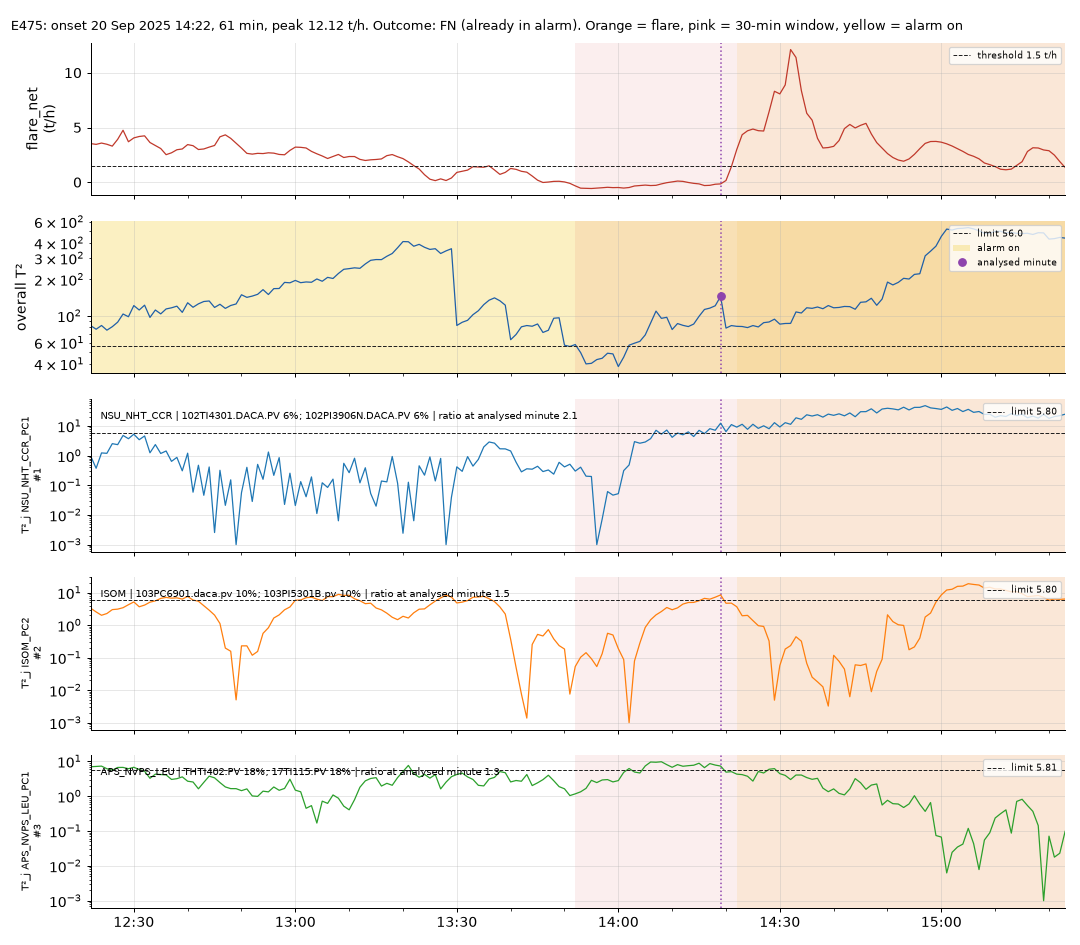 E475: onset 20 Sep 2025 14:22, 61 min, peak 12.12 t/h. Outcome: FN (already in alarm). Orange = flare, pink = 30-min window, yellow = alarm on
flare_net
(t/h)
10
5
0
threshold 1.5 t/h
overall T²
6 × 10²
4 × 10²
3 × 10²
2 × 10²
10²
6 × 10¹
4 × 10¹
limit 56.0
alarm on
analysed minute
T²_j NSU_NHT_CCR_PC1
#1
10¹
10⁰
10⁻¹
10⁻²
10⁻³
NSU_NHT_CCR | 102TI4301.DACA.PV 6%; 102PI3906N.DACA.PV 6% | ratio at analysed minute 2.1
limit 5.80
T²_j ISOM_PC2
#2
10¹
10⁰
10⁻¹
10⁻²
10⁻³
ISOM | 103PC6901.daca.pv 10%; 103PI5301B.pv 10% | ratio at analysed minute 1.5
limit 5.80
T²_j APS_NVPS_LEU_PC1
#3
10¹
10⁰
10⁻¹
10⁻²
10⁻³
APS_NVPS_LEU | THTI402.PV 18%; 17TI115.PV 18% | ratio at analysed minute 1.3
limit 5.81
12:30
13:00
13:30
14:00
14:30
15:00